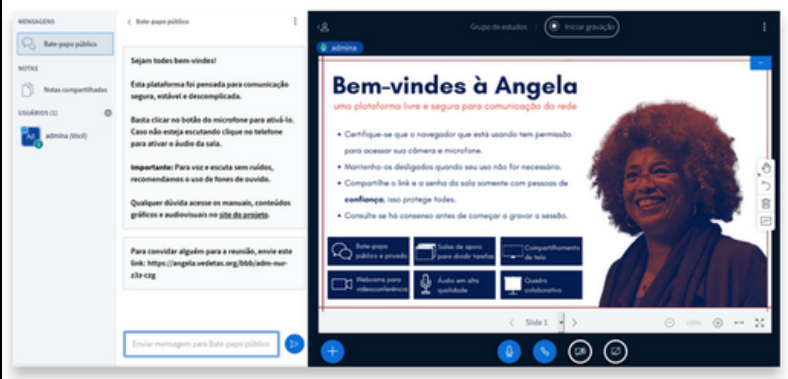 MENSAGENS
Bate-papo público
NOTAS
Notas compartilhadas
USUÁRIOS (1)
Ad
admina (Você)
Bate-papo público
Sejam todes bem-vindes!
Esta plataforma foi pensada para comunicação
segura, estável e descomplicada.
Basta clicar no botão do microfone para ativá-lo.
Caso não esteja escutando clique no telefone
para ativar o áudio da sala.
Importante: Para voz e escuta sem ruídos,
recomendamos o uso de fones de ouvido.
Qualquer dúvida acesse os manuais, conteúdos
gráficos e audiovisuais no site do projeto.
Para convidar alguém para a reunião, envie este
link: https://angela.vedetas.org/bbb/adm-nur-
z3z-czg
Enviar mensagem para Bate-papo público
Grupo de estudos
Iniciar gravação
admina
Bem-vindes à Angela
uma plataforma livre e segura para comunicação da rede
• Certifique-se que o navegador que está usando tem permissão
para acessar sua câmera e microfone.
• Mantenha-os desligados quando seu uso não for necessário.
• Compartilhe o link e a senha da sala somente com pessoas de
confiança, isso protege todes.
• Consulte se há consenso antes de começar a gravar a sessão.
Bate-papo
público e privado
Salas de apoio
para dividir tarefas
Compartilhamento
de tela
Webcams para
videoconferência
Áudio em alta
qualidade
Quadro
colaborativo
Slide 1
100%